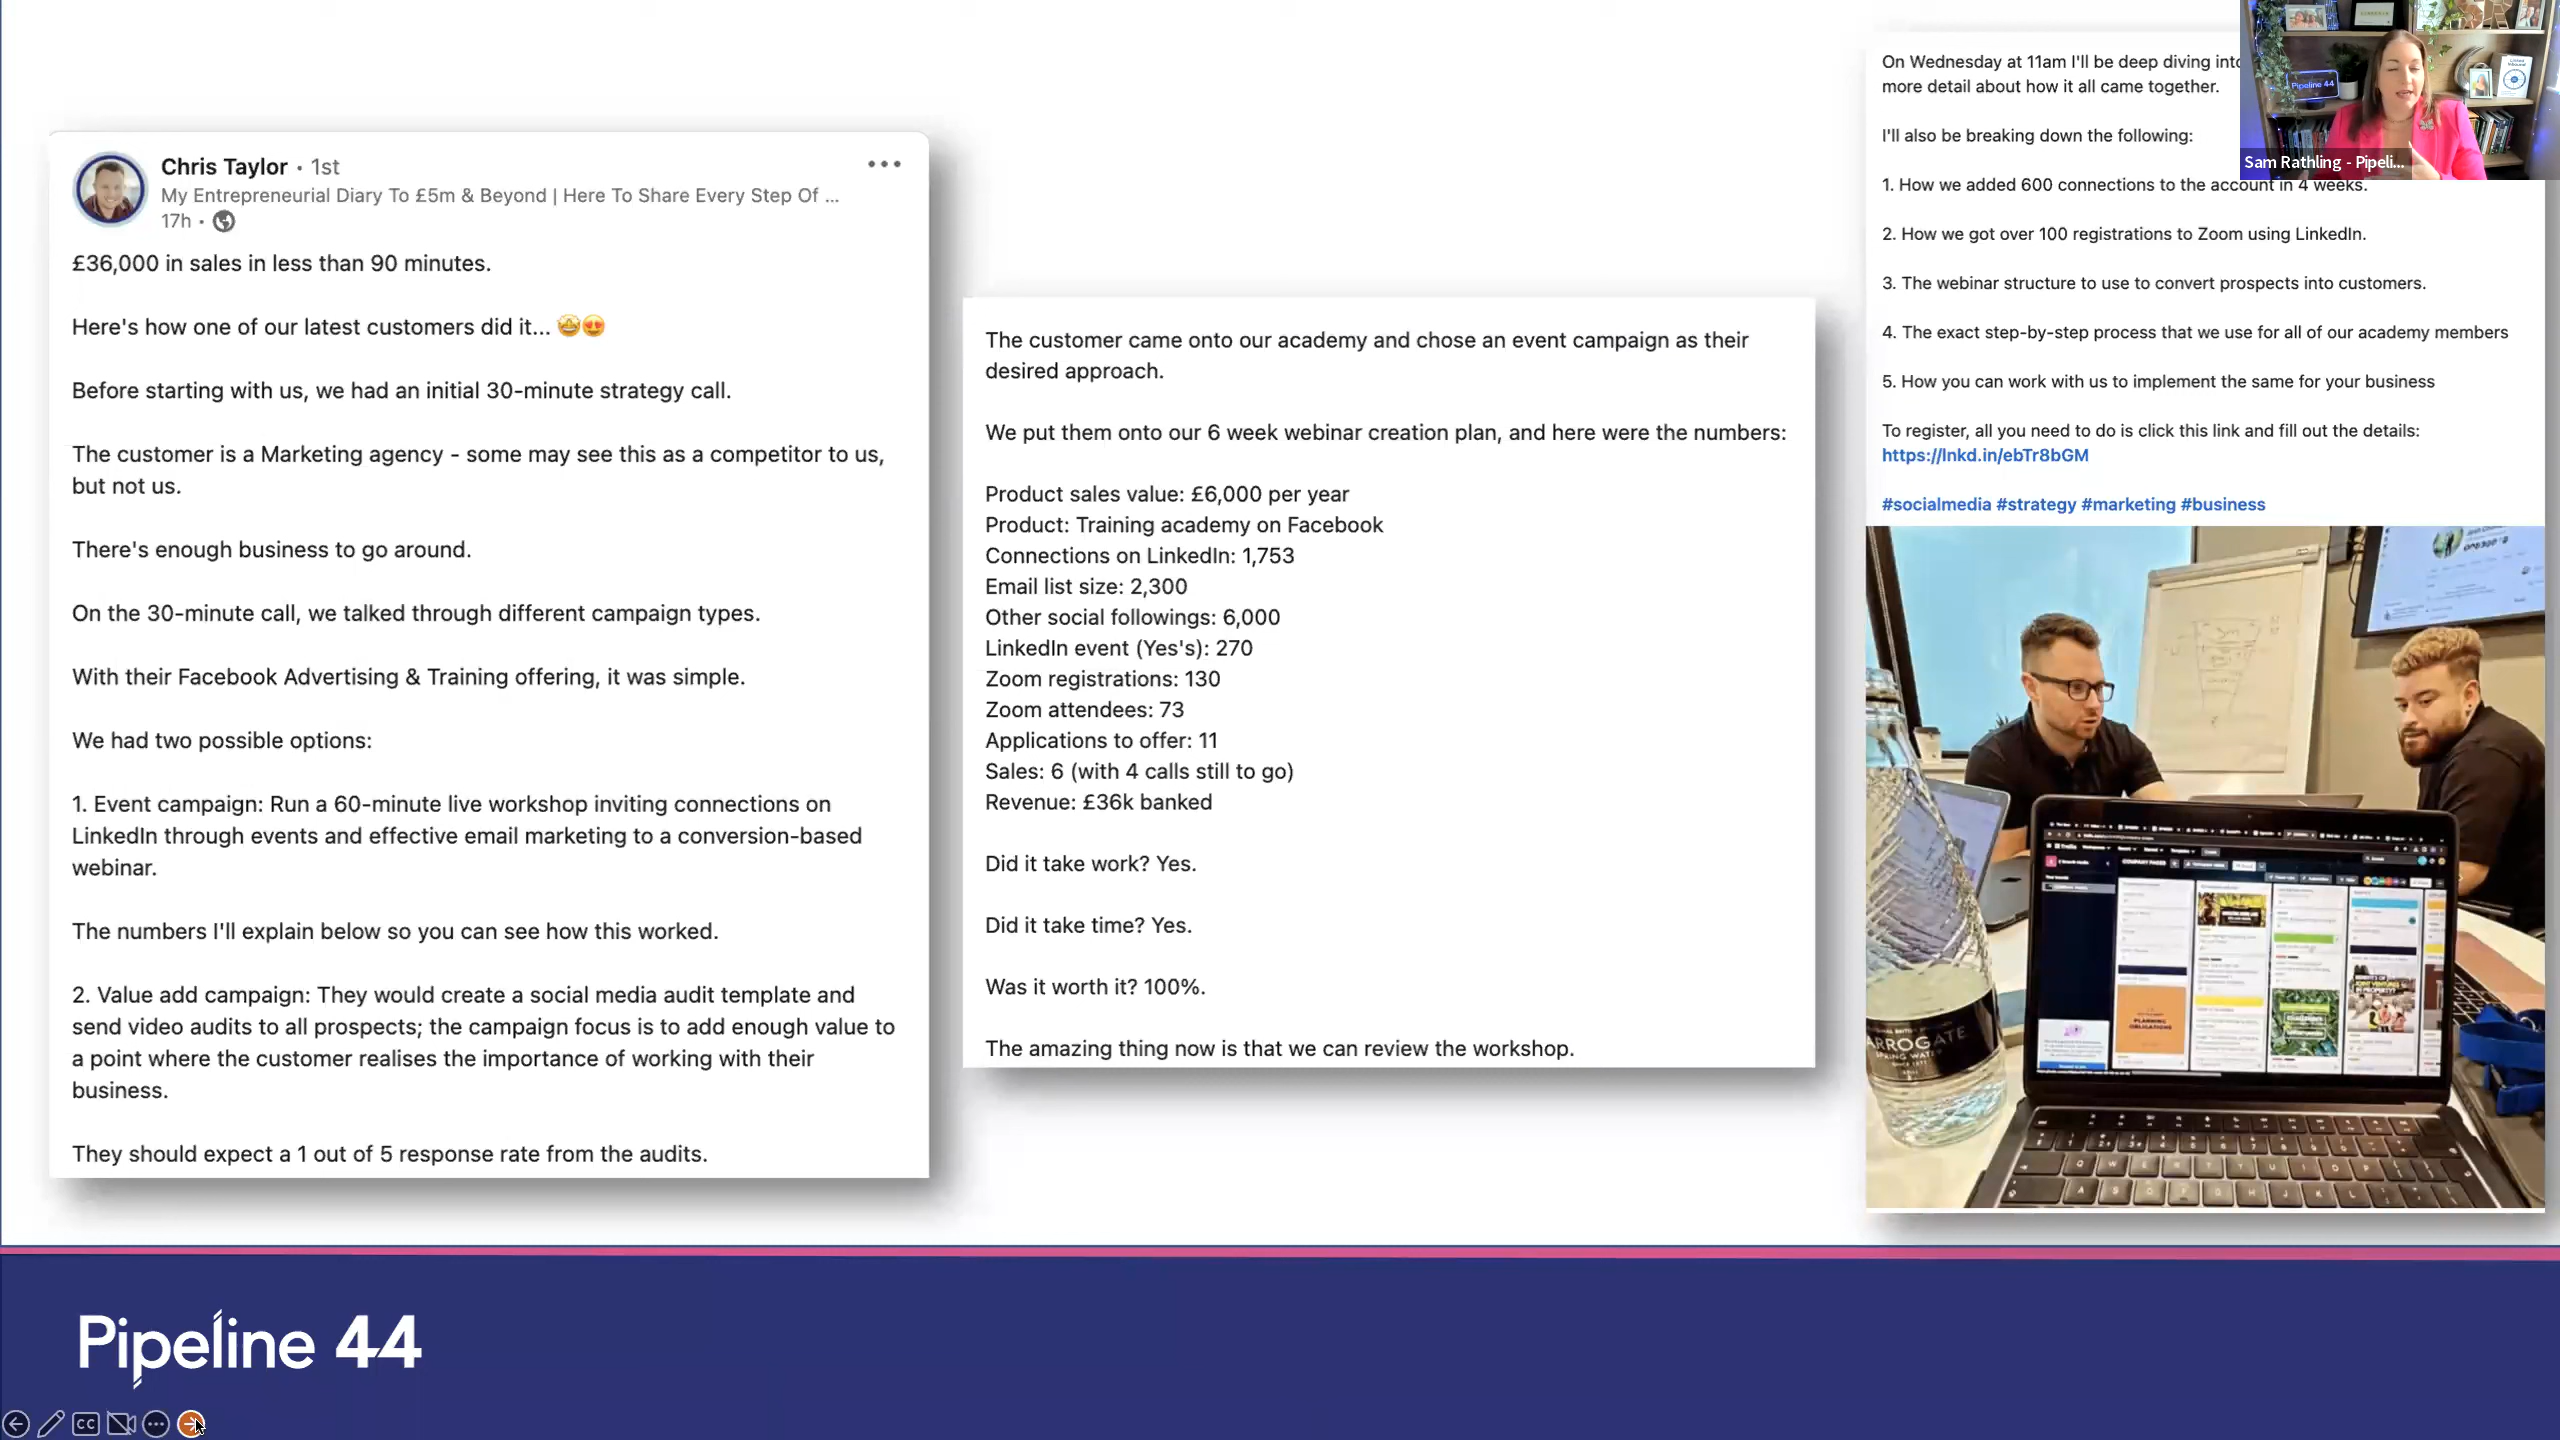 Chris Taylor • 1st
My Entrepreneurial Diary To £5m & Beyond | Here To Share Every Step Of ...
17h •
£36,000 in sales in less than 90 minutes.
Here's how one of our latest customers did it... 🤩😍
Before starting with us, we had an initial 30-minute strategy call.
The customer is a Marketing agency - some may see this as a competitor to us,
but not us.
There's enough business to go around.
On the 30-minute call, we talked through different campaign types.
With their Facebook Advertising & Training offering, it was simple.
We had two possible options:
1. Event campaign: Run a 60-minute live workshop inviting connections on
LinkedIn through events and effective email marketing to a conversion-based
webinar.
The numbers I'll explain below so you can see how this worked.
2. Value add campaign: They would create a social media audit template and
send video audits to all prospects; the campaign focus is to add enough value to
a point where the customer realises the importance of working with their
business.
They should expect a 1 out of 5 response rate from the audits.
The customer came onto our academy and chose an event campaign as their
desired approach.
We put them onto our 6 week webinar creation plan, and here were the numbers:
Product sales value: £6,000 per year
Product: Training academy on Facebook
Connections on LinkedIn: 1,753
Email list size: 2,300
Other social followings: 6,000
LinkedIn event (Yes's): 270
Zoom registrations: 130
Zoom attendees: 73
Applications to offer: 11
Sales: 6 (with 4 calls still to go)
Revenue: £36k banked
Did it take work? Yes.
Did it take time? Yes.
Was it worth it? 100%.
The amazing thing now is that we can review the workshop.
On Wednesday at 11am I'll be deep diving into
more detail about how it all came together.
I'll also be breaking down the following:
1. How we added 600 connections to the account in 4 weeks.
2. How we got over 100 registrations to Zoom using LinkedIn.
3. The webinar structure to use to convert prospects into customers.
4. The exact step-by-step process that we use for all of our academy members
5. How you can work with us to implement the same for your business
To register, all you need to do is click this link and fill out the details:
https://lnkd.in/ebTr8bGM
#socialmedia #strategy #marketing #business
Pipeline 44
Sam Rathling - Pipeli...
ARROGATE
SPRING WATER
COMPANY PAGES
PLANNING
OBLIGATIONS
Pipeline 44
CC